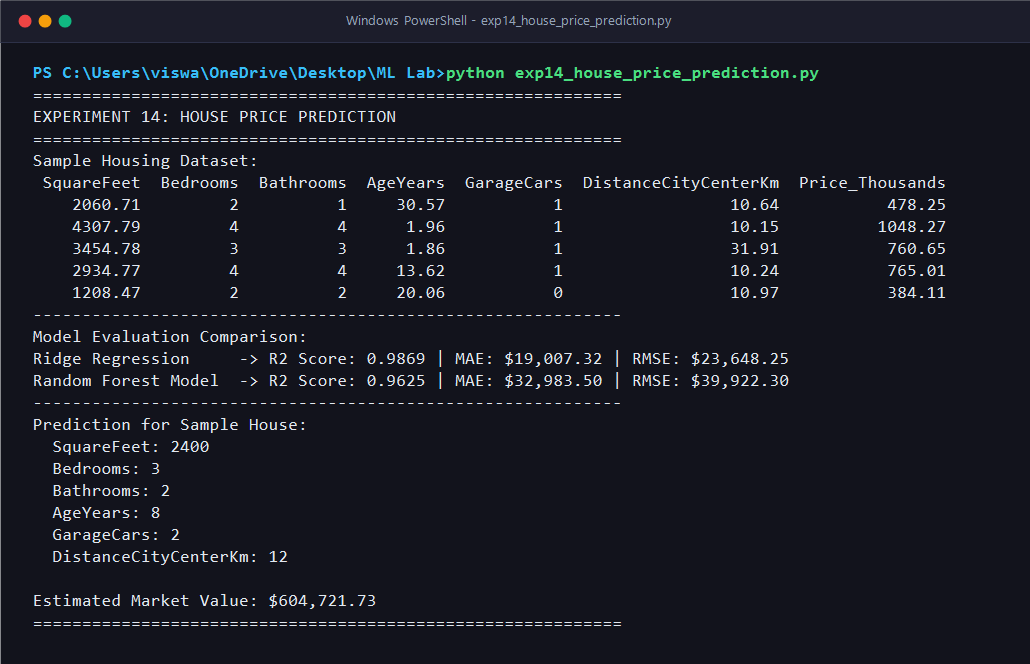 Windows PowerShell - exp14_house_price_prediction.py
PS C:\Users\viswa\OneDrive\Desktop\ML Lab>python exp14_house_price_prediction.py
============================================================
EXPERIMENT 14: HOUSE PRICE PREDICTION
============================================================
Sample Housing Dataset:
 SquareFeet  Bedrooms  Bathrooms  AgeYears  GarageCars  DistanceCityCenterKm  Price_Thousands
    2060.71         2          1     30.57           1                 10.64           478.25
    4307.79         4          4      1.96           1                 10.15          1048.27
    3454.78         3          3      1.86           1                 31.91           760.65
    2934.77         4          4     13.62           1                 10.24           765.01
    1208.47         2          2     20.06           0                 10.97           384.11
------------------------------------------------------------
Model Evaluation Comparison:
Ridge Regression     -> R2 Score: 0.9869 | MAE: $19,007.32 | RMSE: $23,648.25
Random Forest Model  -> R2 Score: 0.9625 | MAE: $32,983.50 | RMSE: $39,922.30
------------------------------------------------------------
Prediction for Sample House:
  SquareFeet: 2400
  Bedrooms: 3
  Bathrooms: 2
  AgeYears: 8
  GarageCars: 2
  DistanceCityCenterKm: 12

Estimated Market Value: $604,721.73
============================================================